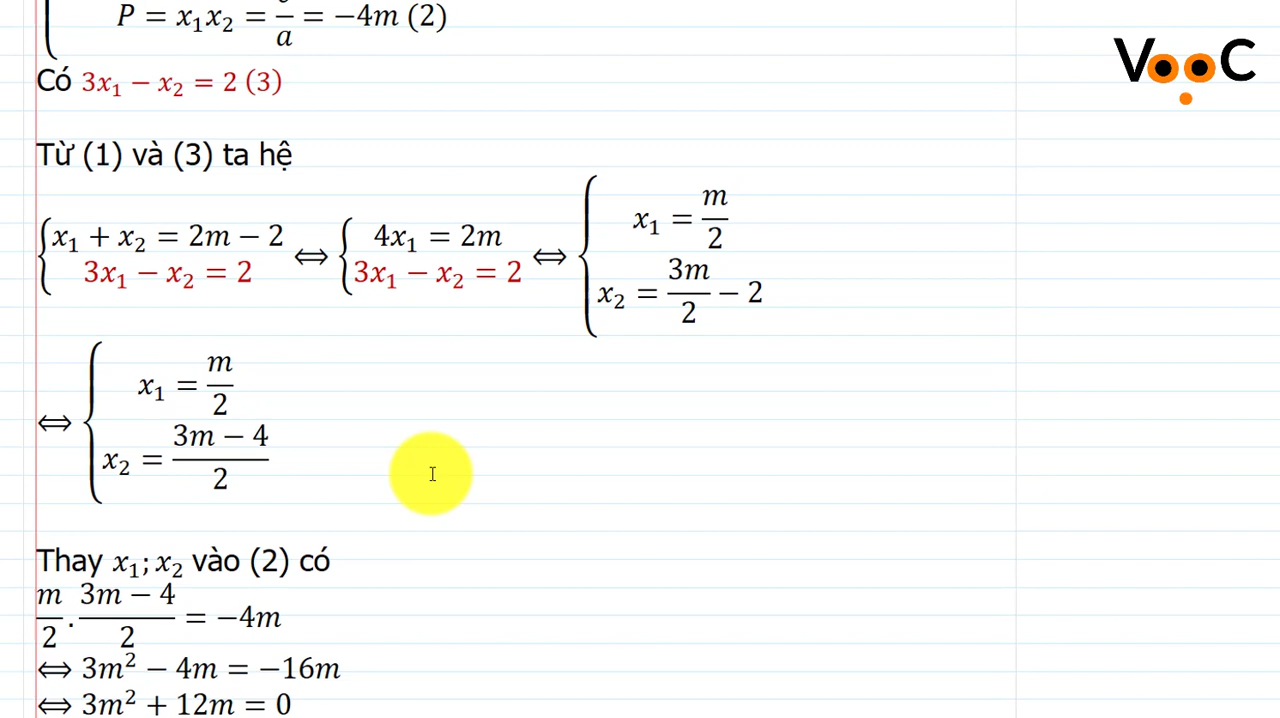 P = x₁x₂ = c/a = −4m (2)
VooC
Có 3x₁ − x₂ = 2 (3)
Từ (1) và (3) ta hệ
{x₁ + x₂ = 2m − 2; 3x₁ − x₂ = 2 ⇔ {4x₁ = 2m; 3x₁ − x₂ = 2 ⇔ {x₁ = m/2; x₂ = 3m/2 − 2
⇔ {x₁ = m/2; x₂ = (3m − 4)/2
Thay x₁; x₂ vào (2) có
m/2 . (3m − 4)/2 = −4m
⇔ 3m² − 4m = −16m
⇔ 3m² + 12m = 0